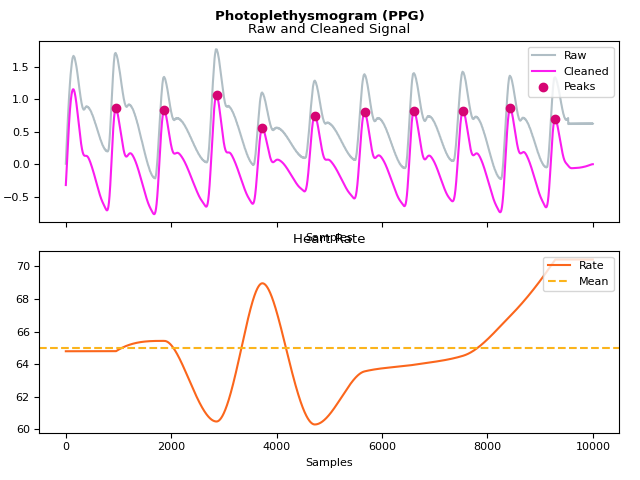 Photoplethysmogram (PPG)
Raw and Cleaned Signal
Raw
Cleaned
Peaks
1.5
1.0
0.5
0.0
−0.5
Samples
Heart Rate
Rate
Mean
70
68
66
64
62
60
0 2000 4000 6000 8000 10000
Samples